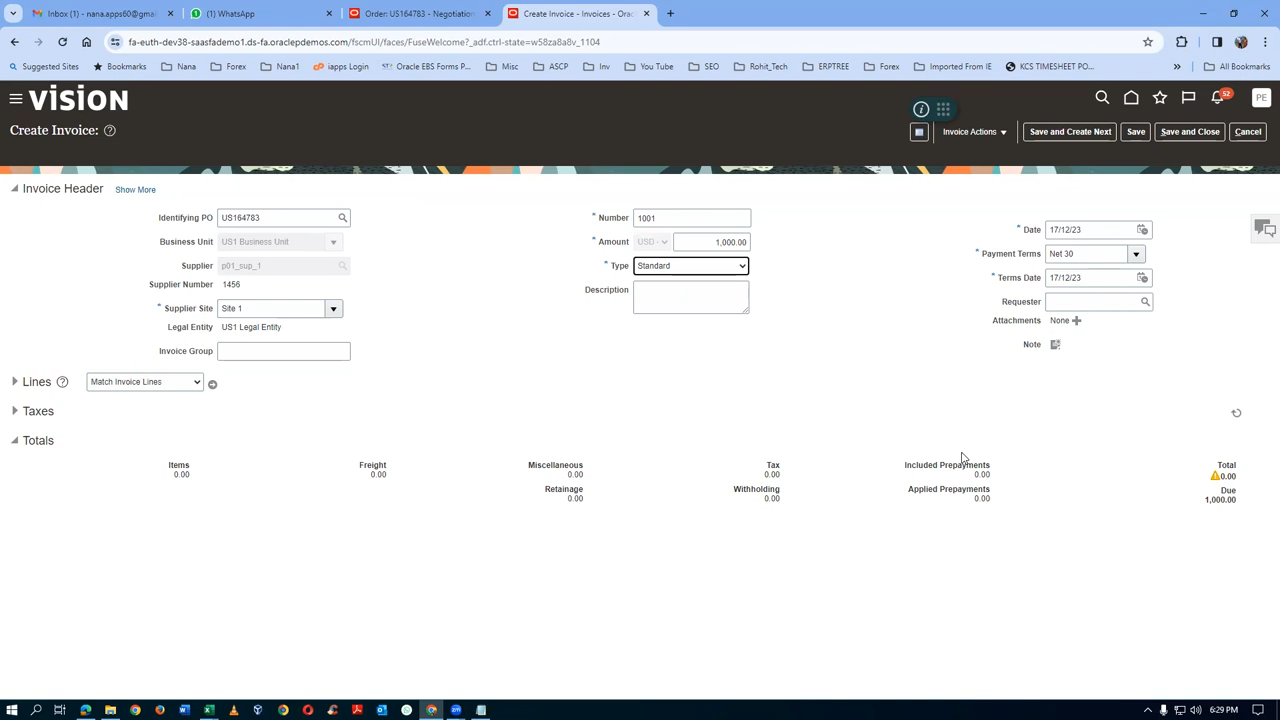 Inbox (1) - nana.apps60@gmai
(1) WhatsApp
Order: US164783 - Negotiation
Create Invoice - Invoices - Orac
fa-euth-dev38-saasfademo1.ds-fa.oraclepdemos.com/fscmUI/faces/FuseWelcome?_adf.ctrl-state=w58za8a8v_1104
Suggested Sites Bookmarks Nana Forex Nana1 iapps Login Oracle EBS Forms P... Misc ASCP Inv You Tube SEO Rohit_Tech ERPTREE Forex Imported From IE KCS TIMESHEET PO... » All Bookmarks
VISION
52
PE
Create Invoice:
Invoice Actions
Save and Create Next
Save
Save and Close
Cancel
Invoice Header Show More
Identifying PO US164783
Business Unit US1 Business Unit
Supplier p01_sup_1
Supplier Number 1456
* Supplier Site Site 1
Legal Entity US1 Legal Entity
Invoice Group
* Number 1001
* Amount USD - 1,000.00
* Type Standard
Description
* Date 17/12/23
* Payment Terms Net 30
* Terms Date 17/12/23
Requester
Attachments None
Note
Lines Match Invoice Lines
Taxes
Totals
Items Freight Miscellaneous Tax Included Prepayments Total
0.00 0.00 0.00 0.00 0.00 0.00
Retainage Withholding Applied Prepayments Due
0.00 0.00 0.00 1,000.00
6:29 PM